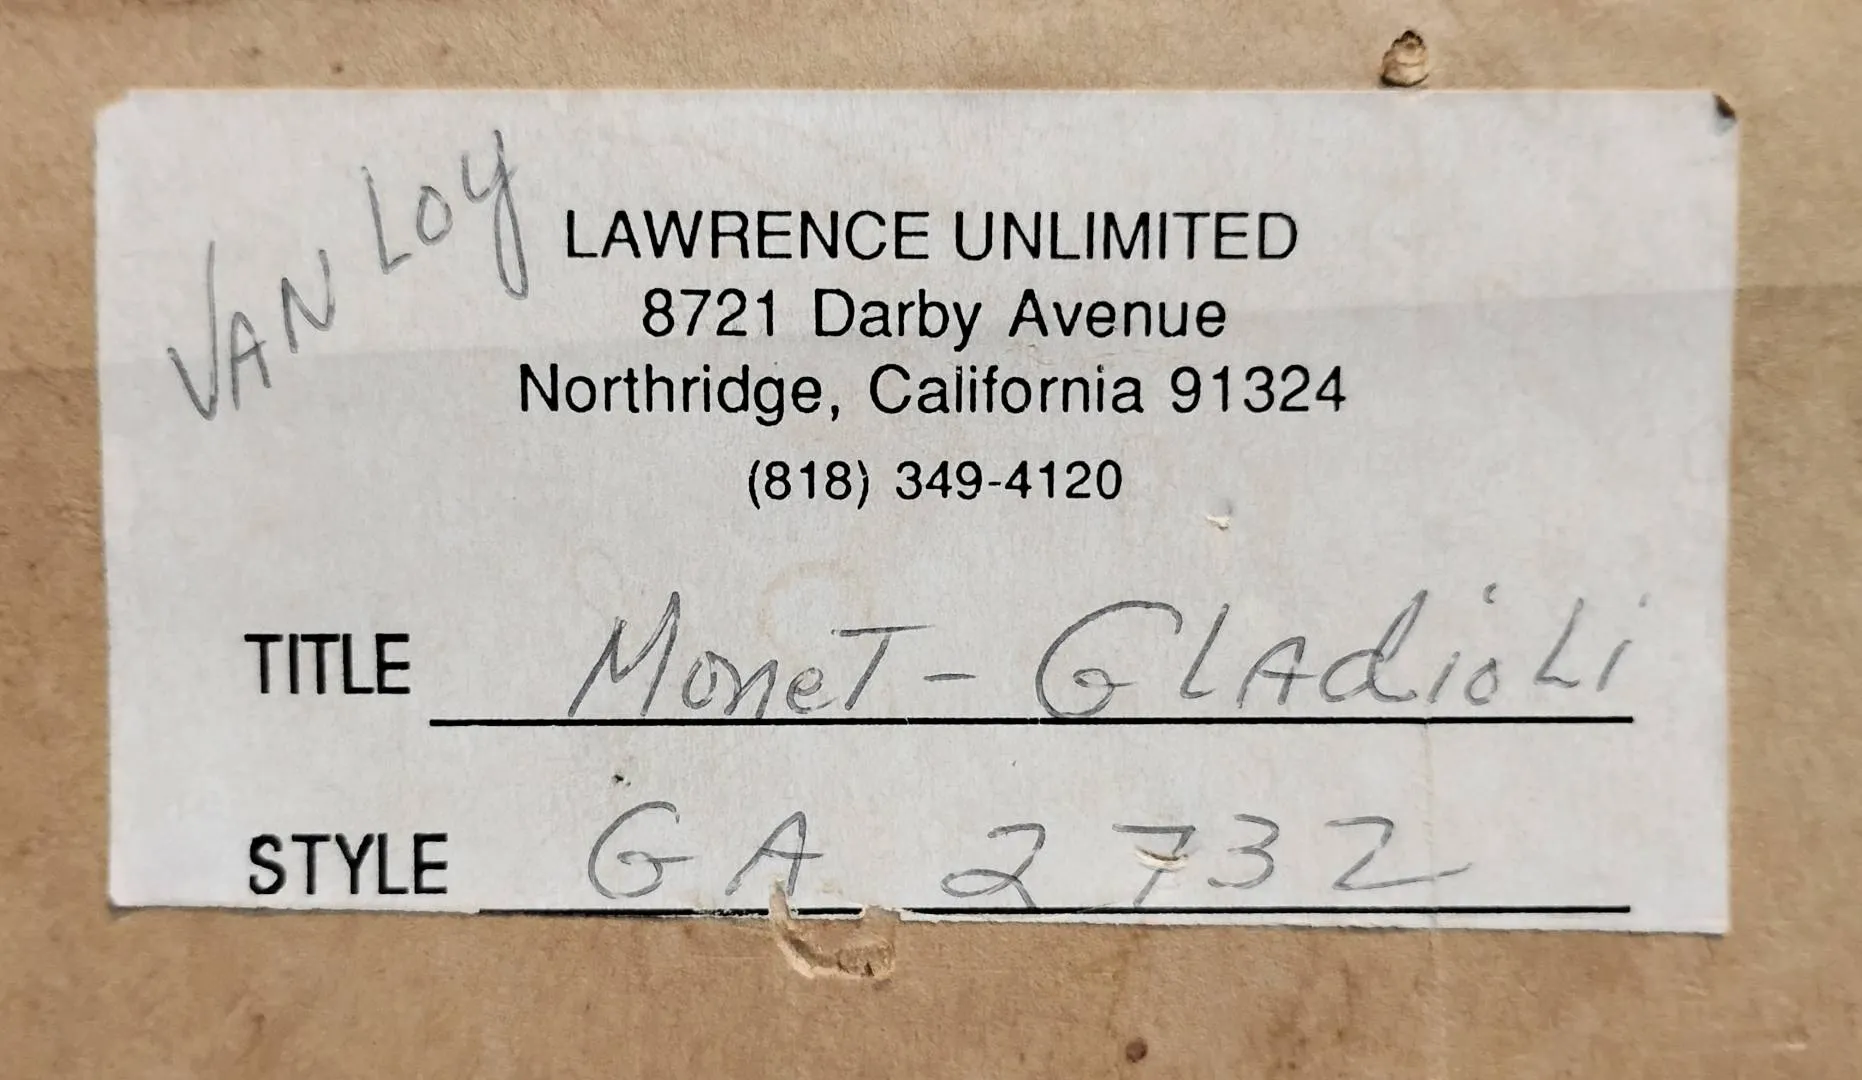 VAN LOY
LAWRENCE UNLIMITED
8721 Darby Avenue
Northridge, California 91324
(818) 349-4120
TITLE Monet - GLAdioLi
STYLE GA 2732